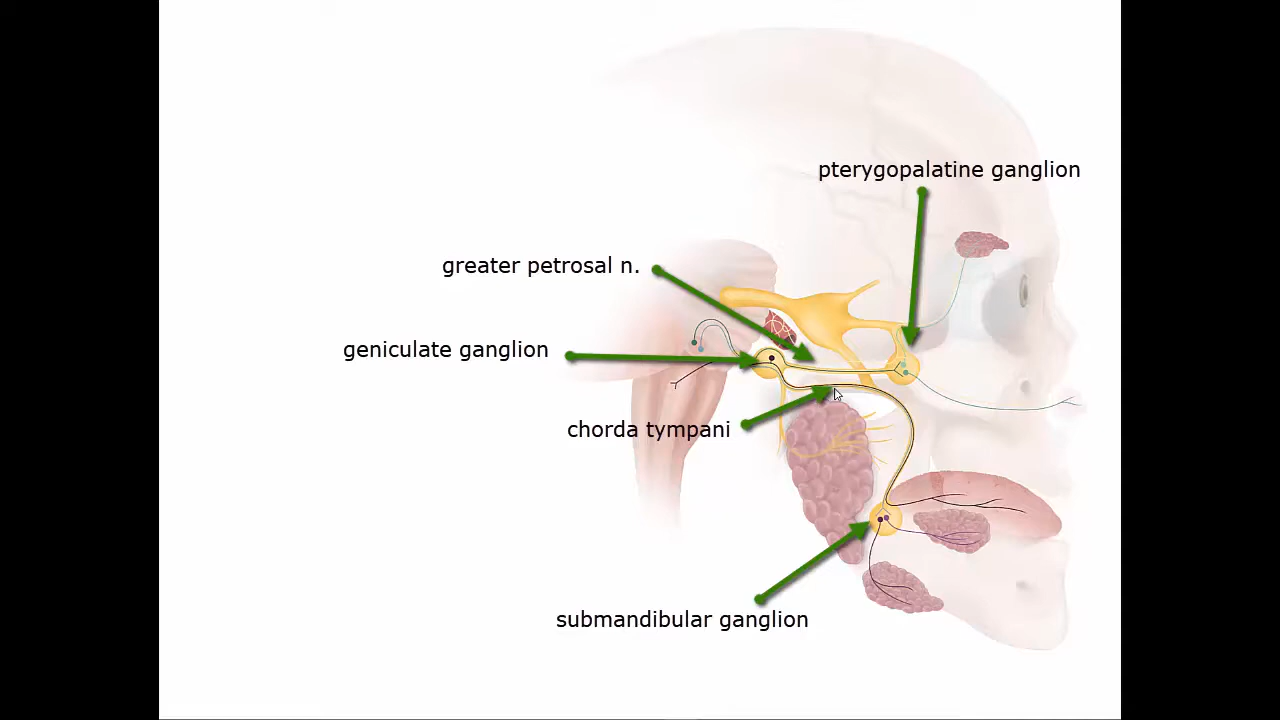 pterygopalatine ganglion
greater petrosal n.
geniculate ganglion
chorda tympani
submandibular ganglion